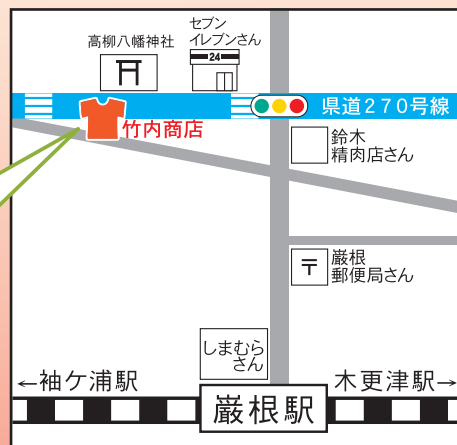 セブン
イレブンさん
高柳八幡神社
24
竹内商店
県道270号線
鈴木
精肉店さん
〒
巌根
郵便局さん
しまむら
さん
←袖ケ浦駅
木更津駅→
巌根駅